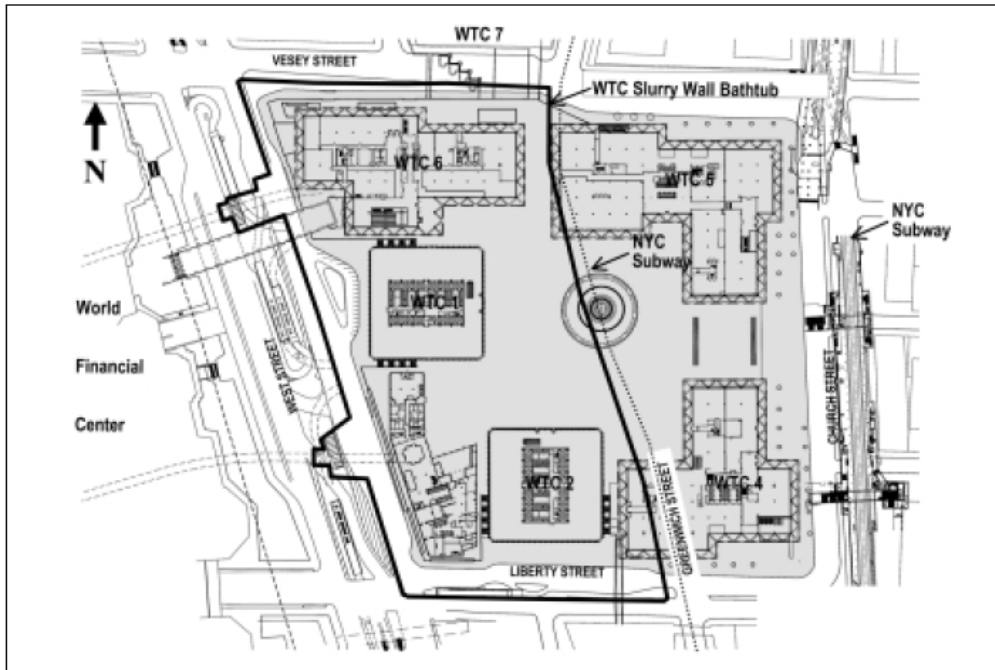 WTC 7
VESEY STREET
WTC Slurry Wall Bathtub
N
WTC 6
WTC 5
NYC
Subway
NYC
Subway
World
WTC 1
Financial
WEST STREET
CHURCH STREET
Center
WTC 2
WTC 4
GREENWICH STREET
LIBERTY STREET